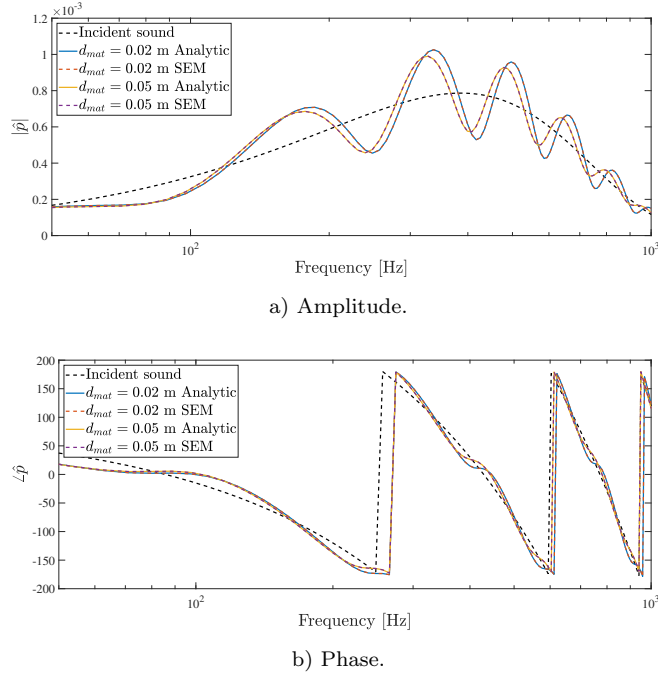 ×10⁻³
1.2
1
0.8
0.6
0.4
0.2
0
|p̂|
Incident sound
d_mat = 0.02 m Analytic
d_mat = 0.02 m SEM
d_mat = 0.05 m Analytic
d_mat = 0.05 m SEM
10² 10³
Frequency [Hz]
a) Amplitude.
200
150
100
50
0
-50
-100
-150
-200
∠p̂
Incident sound
d_mat = 0.02 m Analytic
d_mat = 0.02 m SEM
d_mat = 0.05 m Analytic
d_mat = 0.05 m SEM
10² 10³
Frequency [Hz]
b) Phase.